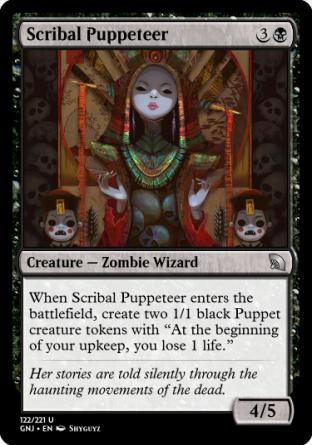 Scribal Puppeteer 3
Creature — Zombie Wizard
When Scribal Puppeteer enters the
battlefield, create two 1/1 black Puppet
creature tokens with “At the beginning
of your upkeep, you lose 1 life.”
Her stories are told silently through the
haunting movements of the dead.
4/5
122/221 U
GNJ • EN SHYGUYZ